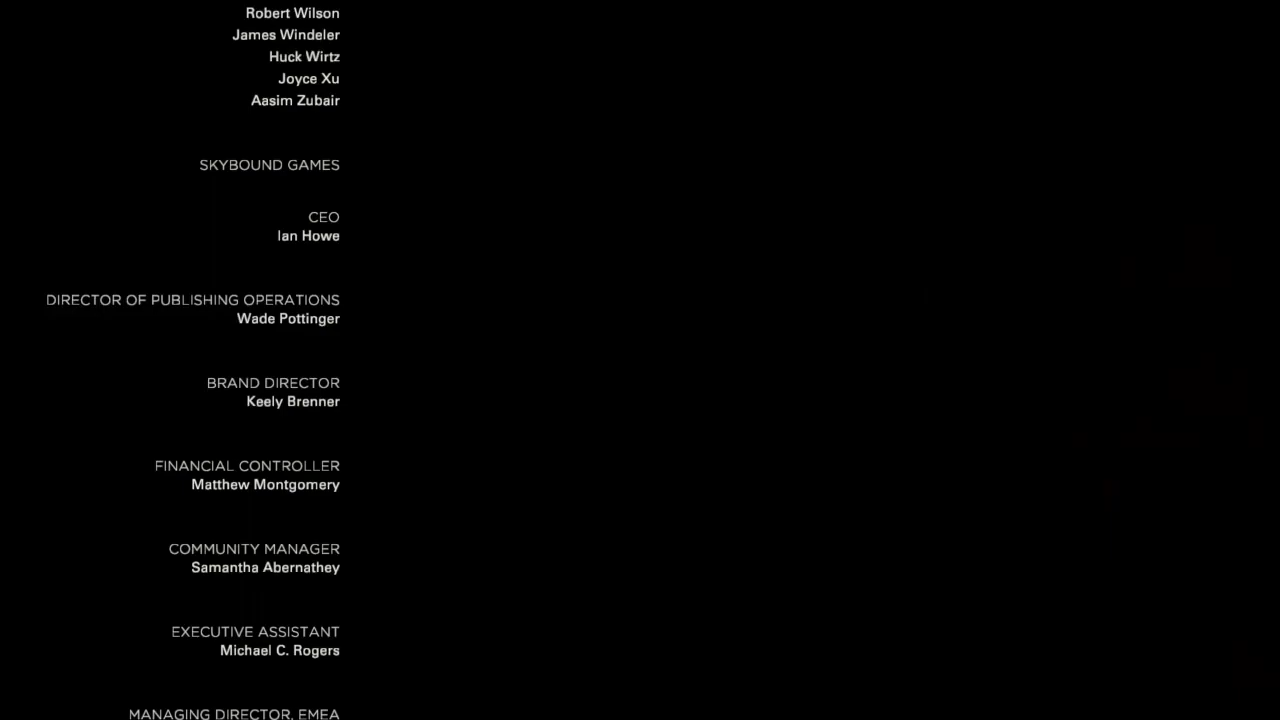 Robert Wilson
James Windeler
Huck Wirtz
Joyce Xu
Aasim Zubair
SKYBOUND GAMES
CEO
Ian Howe
DIRECTOR OF PUBLISHING OPERATIONS
Wade Pottinger
BRAND DIRECTOR
Keely Brenner
FINANCIAL CONTROLLER
Matthew Montgomery
COMMUNITY MANAGER
Samantha Abernathey
EXECUTIVE ASSISTANT
Michael C. Rogers
MANAGING DIRECTOR, EMEA